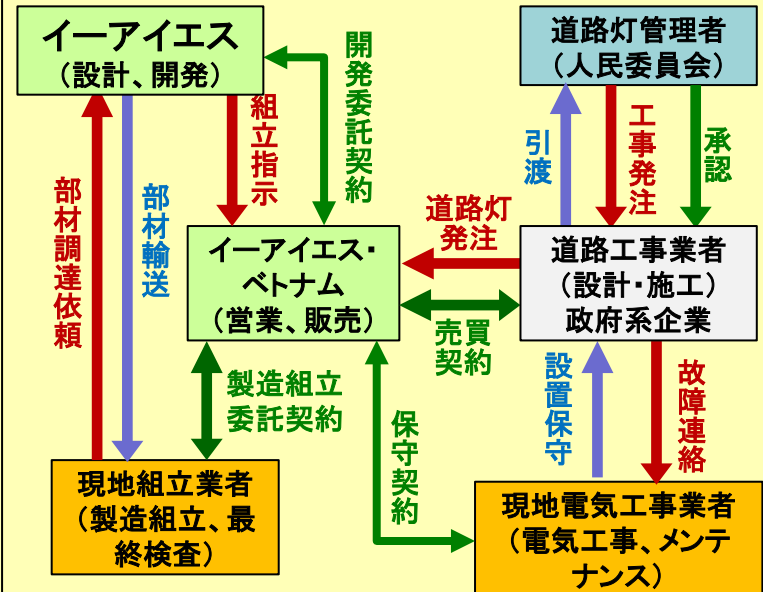 イーアイエス
（設計、開発）
道路灯管理者
（人民委員会）
開発委託契約
組立指示
引渡
工事発注
承認
部材調達依頼
部材輸送
道路灯
発注
イーアイエス・
ベトナム
（営業、販売）
道路工事業者
（設計・施工）
政府系企業
売買
契約
製造組立
委託契約
保守契約
設置保守
故障連絡
現地組立業者
（製造組立、最
終検査）
現地電気工事業者
（電気工事、メンテ
ナンス）